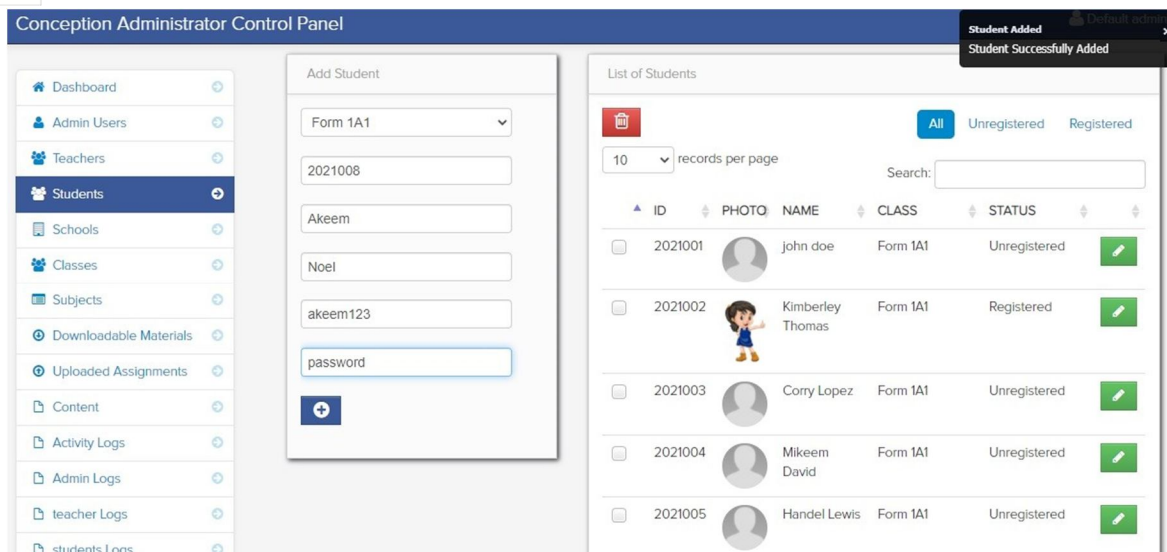 Conception Administrator Control Panel
Default admin
Student Added
Student Successfully Added
Dashboard
Admin Users
Teachers
Students
Schools
Classes
Subjects
Downloadable Materials
Uploaded Assignments
Content
Activity Logs
Admin Logs
teacher Logs
students Logs
Add Student
Form 1A1
2021008
Akeem
Noel
akeem123
password
List of Students
All Unregistered Registered
10 records per page
Search:
ID PHOTO NAME CLASS STATUS
2021001 john doe Form 1A1 Unregistered
2021002 Kimberley Form 1A1 Registered
Thomas
2021003 Corry Lopez Form 1A1 Unregistered
2021004 Mikeem Form 1A1 Unregistered
David
2021005 Handel Lewis Form 1A1 Unregistered